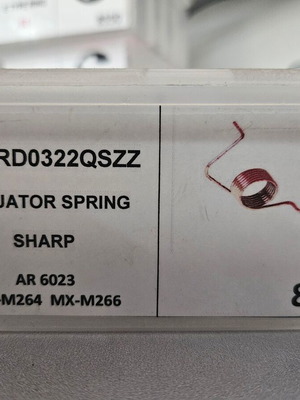 RD0322QSZZ
UATOR SPRING
SHARP
AR 6023
-M264 MX-M266